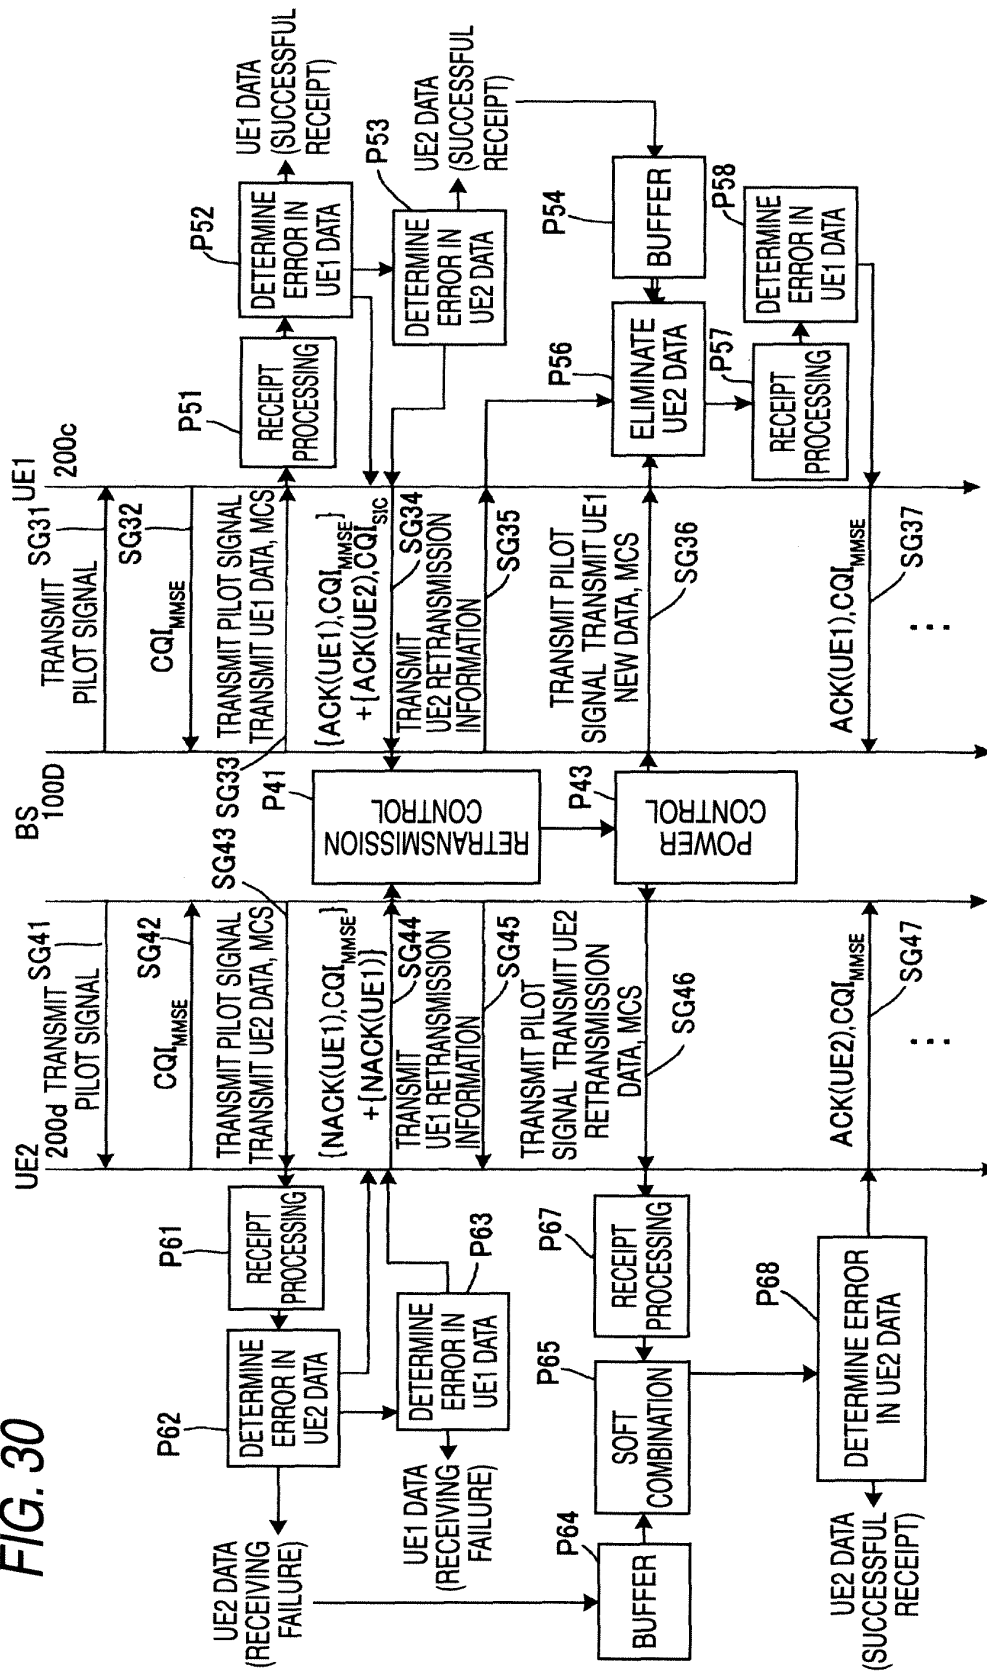 FIG. 30
UE2
200d
BS
100D
UE1
200c
TRANSMIT
PILOT SIGNAL
SG41
TRANSMIT
PILOT SIGNAL
SG31
CQIMMSE
SG42
CQIMMSE
SG32
TRANSMIT PILOT SIGNAL
TRANSMIT UE2 DATA, MCS
SG43
SG33
TRANSMIT PILOT SIGNAL
TRANSMIT UE1 DATA, MCS
P61
RECEIPT
PROCESSING
P62
DETERMINE
ERROR IN
UE2 DATA
UE2 DATA
(RECEIVING
FAILURE)
P63
DETERMINE
ERROR IN
UE1 DATA
UE1 DATA
(RECEIVING
FAILURE)
P51
RECEIPT
PROCESSING
P52
DETERMINE
ERROR IN
UE1 DATA
UE1 DATA
(SUCCESSFUL
RECEIPT)
P53
DETERMINE
ERROR IN
UE2 DATA
UE2 DATA
(SUCCESSFUL
RECEIPT)
{NACK(UE1),CQIMMSE}
+{NACK(UE1)}
SG44
P41
RETRANSMISSION
CONTROL
{ACK(UE1),CQIMMSE}
+{ACK(UE2),CQISIC
SG34
TRANSMIT
UE1 RETRANSMISSION
INFORMATION
SG45
TRANSMIT
UE2 RETRANSMISSION
INFORMATION
SG35
P43
POWER
CONTROL
TRANSMIT PILOT
SIGNAL TRANSMIT UE2
RETRANSMISSION
DATA, MCS
SG46
TRANSMIT PILOT
SIGNAL TRANSMIT UE1
NEW DATA, MCS
SG36
P64
BUFFER
P65
SOFT
COMBINATION
P67
RECEIPT
PROCESSING
P56
ELIMINATE
UE2 DATA
P54
BUFFER
P57
RECEIPT
PROCESSING
P58
DETERMINE
ERROR IN
UE1 DATA
P68
DETERMINE ERROR
IN UE2 DATA
UE2 DATA
(SUCCESSFUL
RECEIPT)
ACK(UE2),CQIMMSE
SG47
ACK(UE1),CQIMMSE
SG37
...
...